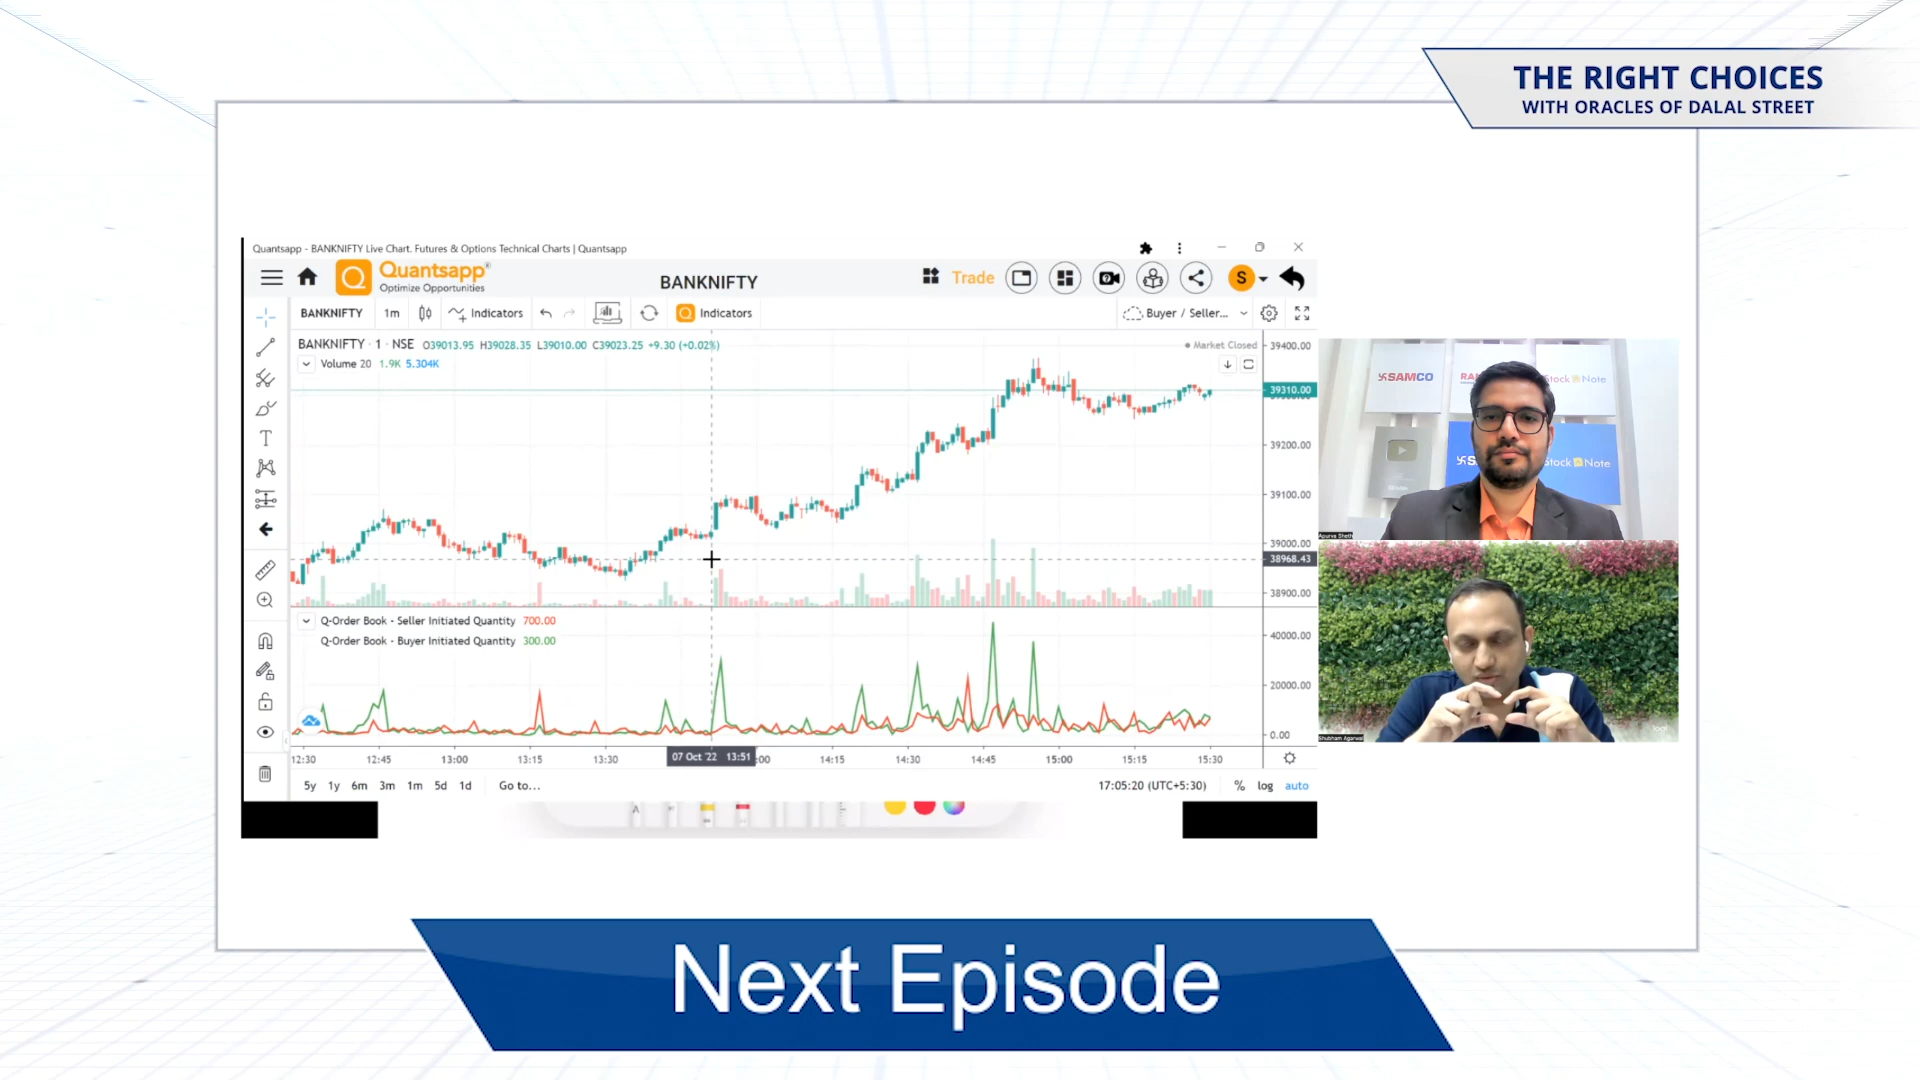 THE RIGHT CHOICES
WITH ORACLES OF DALAL STREET
Quantsapp - BANKNIFTY Live Chart. Futures & Options Technical Charts | Quantsapp
Quantsapp®
Optimize Opportunities
BANKNIFTY
Trade
S
BANKNIFTY 1m Indicators Indicators Buyer / Seller...
BANKNIFTY · 1 · NSE O39013.95 H39028.35 L39010.00 C39023.25 +9.30 (+0.02%)
Market Closed
39400.00
Volume 20 1.9K 5.304K
39310.00
39200.00
39100.00
39000.00
38968.43
38900.00
Q-Order Book - Seller Initiated Quantity 700.00
Q-Order Book - Buyer Initiated Quantity 300.00
40000.00
20000.00
0.00
12:30 12:45 13:00 13:15 13:30 07 Oct '22 13:51 :00 14:15 14:30 14:45 15:00 15:15 15:30
5y 1y 6m 3m 1m 5d 1d Go to... 17:05:20 (UTC+5:30) % log auto
SAMCO
Stock Note
Stock Note
Apurva Sheth
Shubham Agarwal
Next Episode